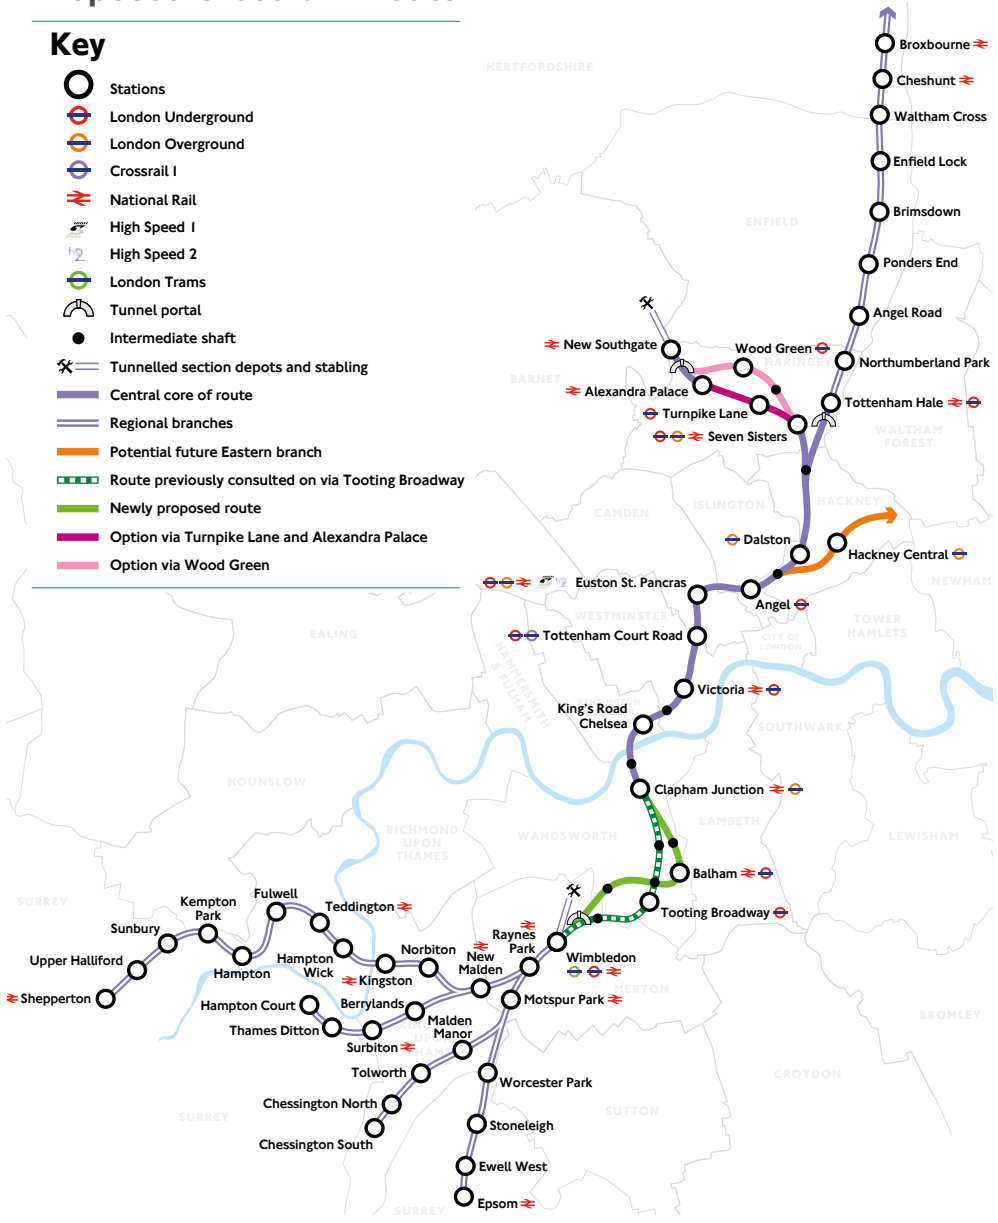 Key
Stations
London Underground
London Overground
Crossrail 1
National Rail
High Speed 1
High Speed 2
London Trams
Tunnel portal
Intermediate shaft
Tunnelled section depots and stabling
Central core of route
Regional branches
Potential future Eastern branch
Route previously consulted on via Tooting Broadway
Newly proposed route
Option via Turnpike Lane and Alexandra Palace
Option via Wood Green
HERTFORDSHIRE
Broxbourne
Cheshunt
Waltham Cross
Enfield Lock
Brimsdown
ENFIELD
Ponders End
Angel Road
New Southgate
Wood Green
HARINGEY
Northumberland Park
BARNET
Alexandra Palace
Tottenham Hale
Turnpike Lane
Seven Sisters
WALTHAM
FOREST
ISLINGTON
HACKNEY
CAMDEN
Dalston
Hackney Central
Euston St. Pancras
NEWHAM
Angel
WESTMINSTER
TOWER
HAMLETS
EALING
Tottenham Court Road
CITY OF
LONDON
HAMMERSMITH
& FULHAM
Victoria
King's Road
Chelsea
SOUTHWARK
HOUNSLOW
Clapham Junction
LAMBETH
RICHMOND
UPON
THAMES
WANDSWORTH
LEWISHAM
Balham
SURREY
Fulwell
Kempton
Park
Teddington
Tooting Broadway
Sunbury
Raynes
Park
Upper Halliford
Hampton
Hampton
Wick
Norbiton
New
Malden
Wimbledon
Kingston
Shepperton
MERTON
Hampton Court
Berrylands
Motspur Park
Thames Ditton
Malden
Manor
BROMLEY
Surbiton
Tolworth
Worcester Park
CROYDON
Chessington North
SURREY
SUTTON
Stoneleigh
Chessington South
Ewell West
Epsom
SURREY